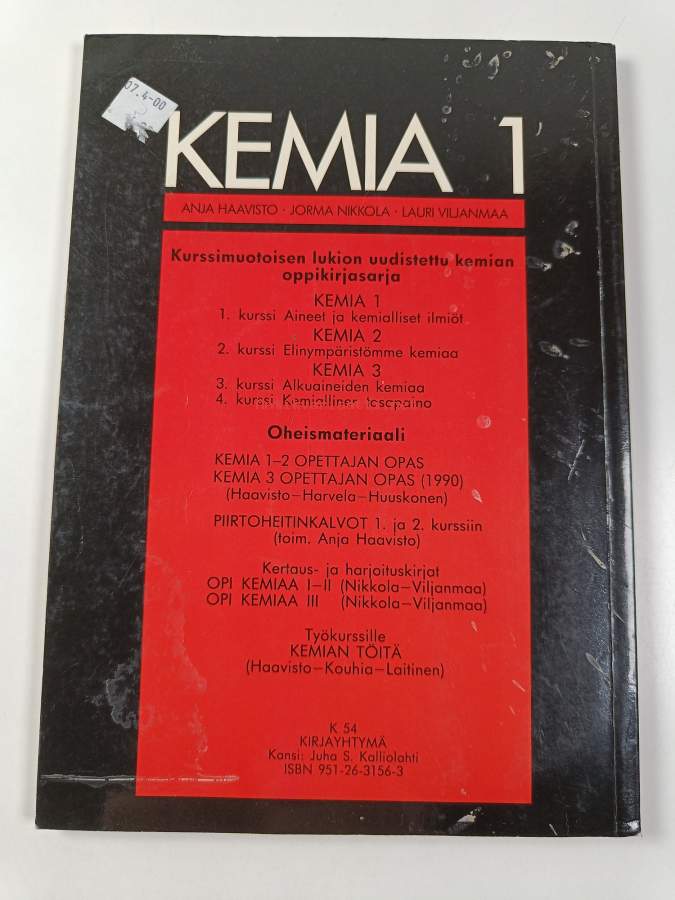 07.4-00
KEMIA 1
ANJA HAAVISTO · JORMA NIKKOLA · LAURI VILJANMAA
Kurssimuotoisen lukion uudistettu kemian
oppikirjasarja
KEMIA 1
1. kurssi Aineet ja kemialliset ilmiöt
KEMIA 2
2. kurssi Elinympäristömme kemiaa
KEMIA 3
3. kurssi Alkuaineiden kemiaa
4. kurssi Kemiallinen tasapaino
Oheismateriaali
KEMIA 1–2 OPETTAJAN OPAS
KEMIA 3 OPETTAJAN OPAS (1990)
(Haavisto–Harvela–Huuskonen)
PIIRTOHEITINKALVOT 1. ja 2. kurssiin
(toim. Anja Haavisto)
Kertaus- ja harjoituskirjat
OPI KEMIAA I–II (Nikkola–Viljanmaa)
OPI KEMIAA III (Nikkola–Viljanmaa)
Työkurssille
KEMIAN TÖITÄ
(Haavisto–Kouhia–Laitinen)
K 54
KIRJAYHTYMÄ
Kansi: Juha S. Kalliolahti
ISBN 951-26-3156-3